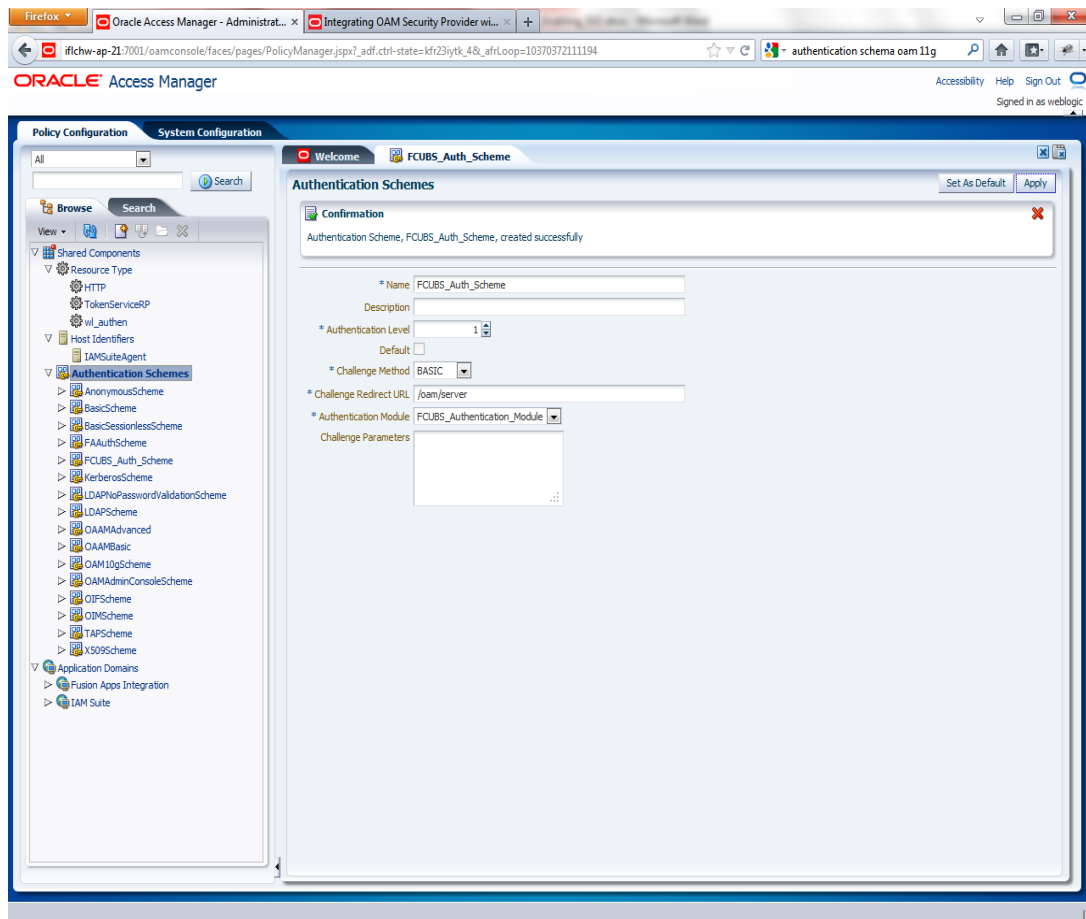 Firefox
Oracle Access Manager - Administrat...
Integrating OAM Security Provider wi...
iflchw-ap-21:7001/oamconsole/faces/pages/PolicyManager.jspx?_adf.ctrl-state=kfr23iytk_4&_afrLoop=10370372111194
authentication schema oam 11g
ORACLE Access Manager
Accessibility Help Sign Out
Signed in as weblogic
Policy Configuration System Configuration
All
Search
Browse Search
View
Shared Components
Resource Type
HTTP
TokenServiceRP
wl_authen
Host Identifiers
IAMSuiteAgent
Authentication Schemes
AnonymousScheme
BasicScheme
BasicSessionlessScheme
FAAuthScheme
FCUBS_Auth_Scheme
KerberosScheme
LDAPNoPasswordValidationScheme
LDAPScheme
OAAMAdvanced
OAAMBasic
OAM10gScheme
OAMAdminConsoleScheme
OIFScheme
OIMScheme
TAPScheme
X509Scheme
Application Domains
Fusion Apps Integration
IAM Suite
Welcome FCUBS_Auth_Scheme
Authentication Schemes
Set As Default Apply
Confirmation
Authentication Scheme, FCUBS_Auth_Scheme, created successfully
* Name FCUBS_Auth_Scheme
Description
* Authentication Level 1
Default
* Challenge Method BASIC
* Challenge Redirect URL /oam/server
* Authentication Module FCUBS_Authentication_Module
Challenge Parameters